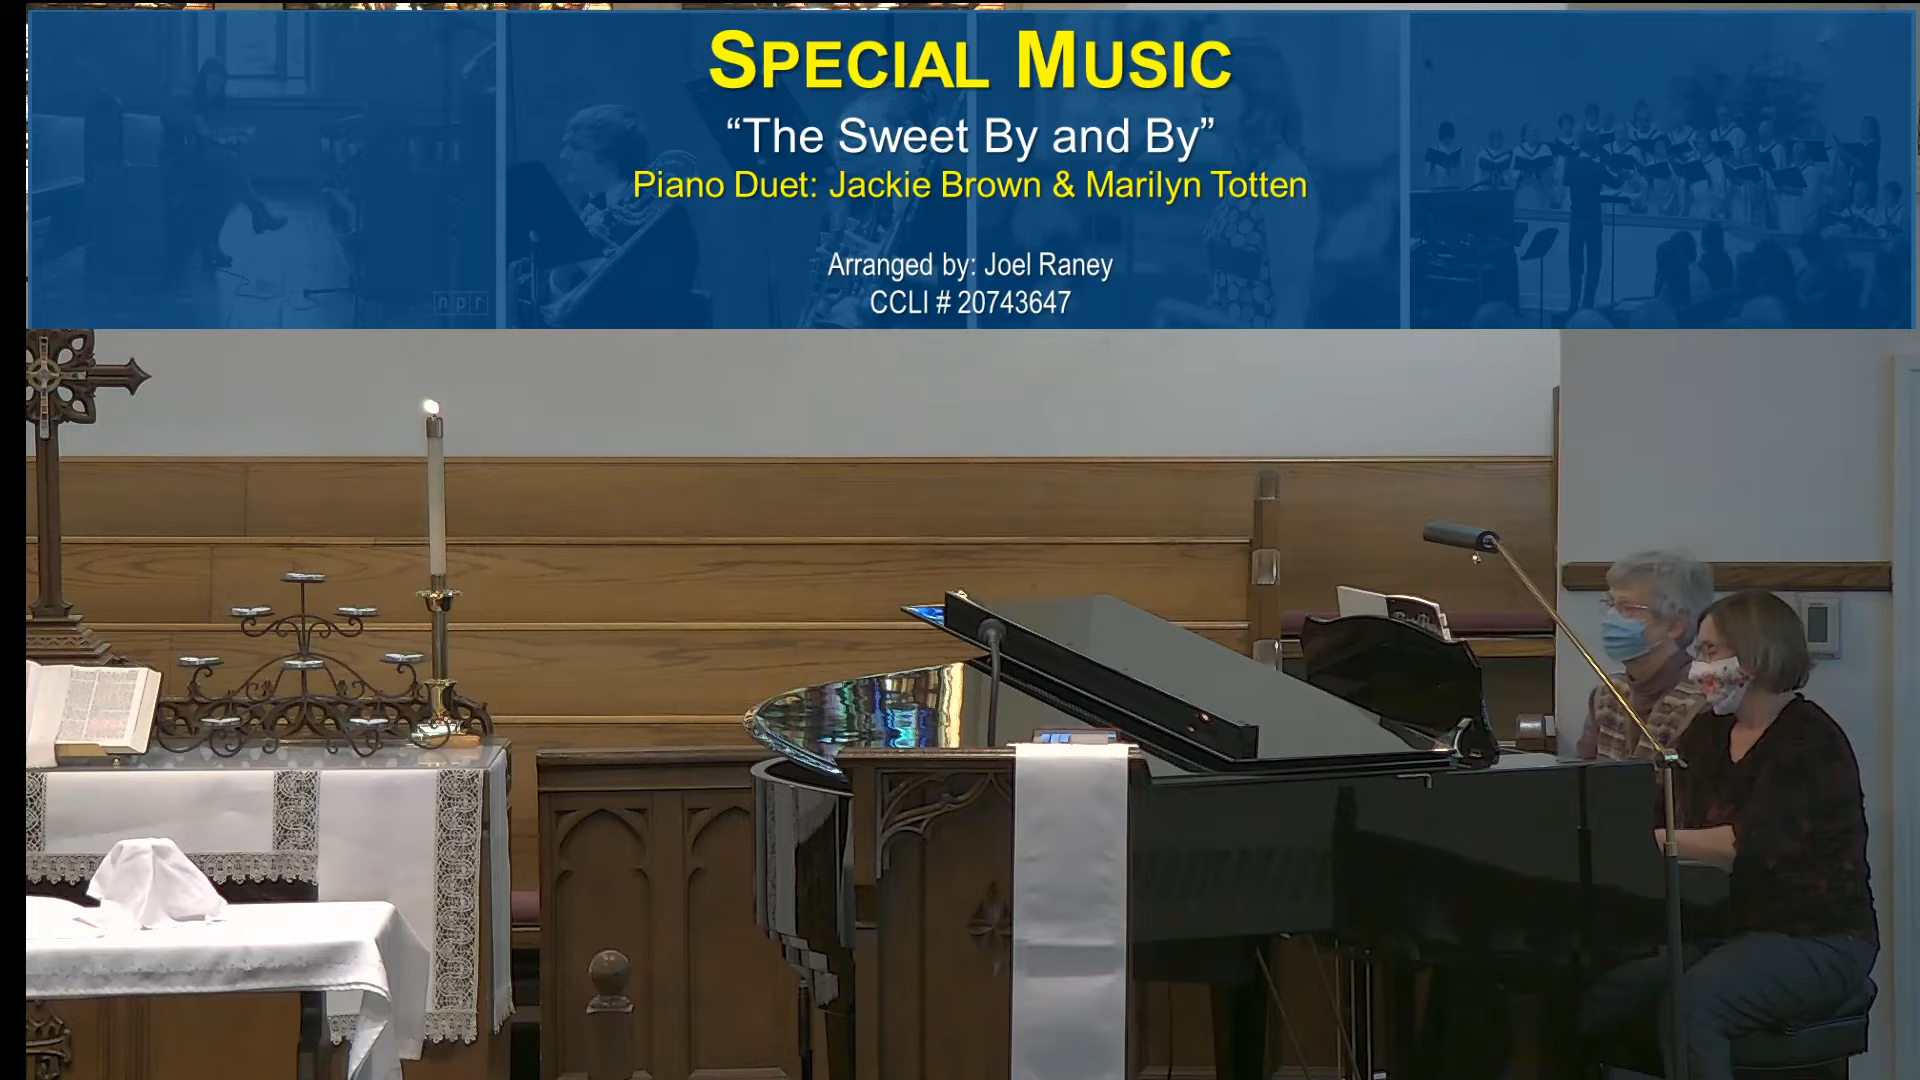 SPECIAL MUSIC
“The Sweet By and By”
Piano Duet: Jackie Brown & Marilyn Totten
Arranged by: Joel Raney
CCLI # 20743647
npr